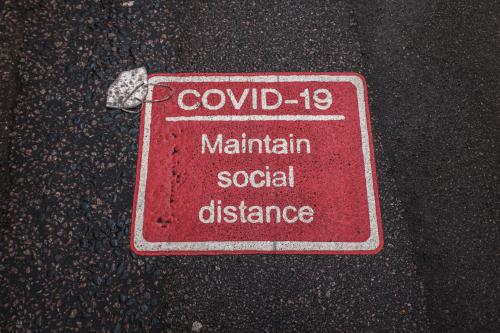 COVID-19
Maintain
social
distance